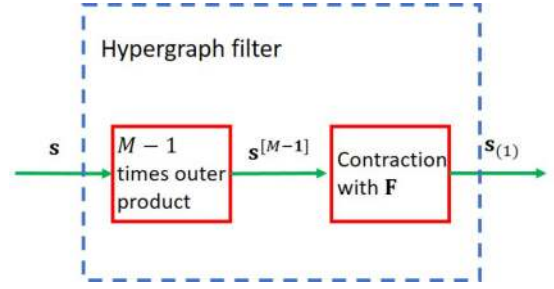 Hypergraph filter
s
M − 1
times outer
product
s^[M−1]
Contraction
with F
s_(1)